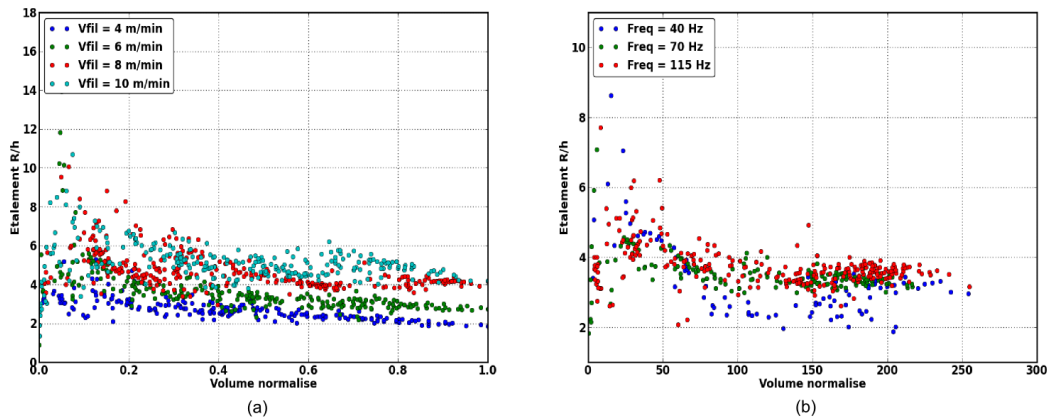 18
16
14
12
10
8
6
4
2
0
Etalement R/h
Vfil = 4 m/min
Vfil = 6 m/min
Vfil = 8 m/min
Vfil = 10 m/min
0.0 0.2 0.4 0.6 0.8 1.0
Volume normalise
(a)
10
8
6
4
2
Etalement R/h
Freq = 40 Hz
Freq = 70 Hz
Freq = 115 Hz
0 50 100 150 200 250 300
Volume normalise
(b)